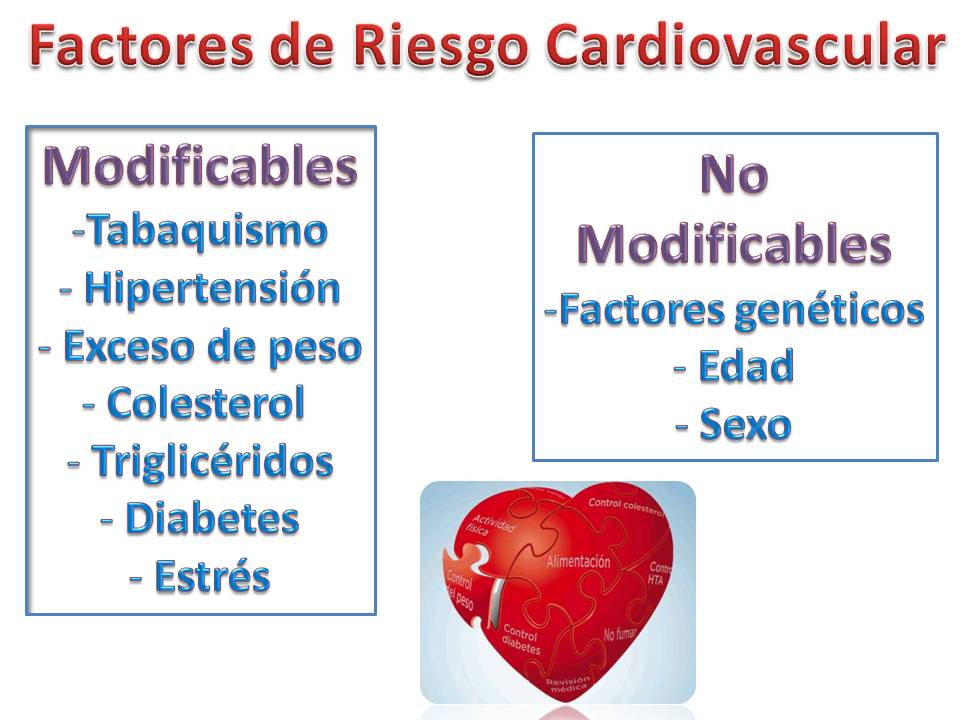 Factores de Riesgo Cardiovascular
Modificables
-Tabaquismo
- Hipertensión
- Exceso de peso
- Colesterol
- Triglicéridos
- Diabetes
- Estrés
No
Modificables
-Factores genéticos
- Edad
- Sexo
Control colesterol
Actividad
física
Alimentación
Control
HTA
Control
del peso
Control
diabetes
No fumar
Revisión
médica